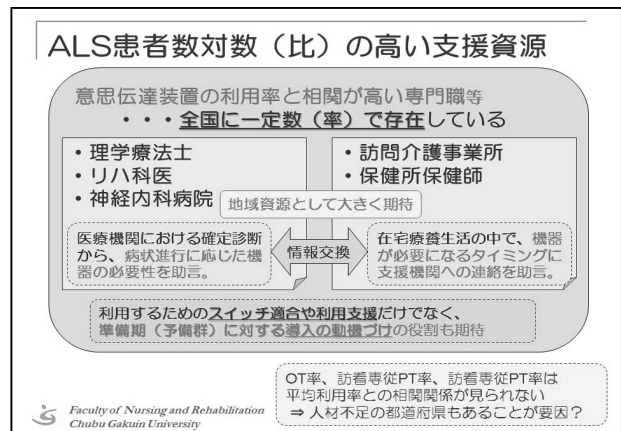 ALS患者数対数（比）の高い支援資源
意思伝達装置の利用率と相関が高い専門職等
・・・全国に一定数（率）で存在している
・理学療法士
・リハ科医
・神経内科病院
・訪問介護事業所
・保健所保健師
地域資源として大きく期待
医療機関における確定診断
から、病状進行に応じた機
器の必要性を助言。
情報交換
在宅療養生活の中で、機器
が必要になるタイミングに
支援機関への連絡を助言。
利用するためのスイッチ適合や利用支援だけでなく、
準備期（予備群）に対する導入の動機づけの役割も期待
OT率、訪看専従PT率、訪看専従PT率は
平均利用率との相関関係が見られない
⇒ 人材不足の都道府県もあることが要因？
Faculty of Nursing and Rehabilitation
Chubu Gakuin University